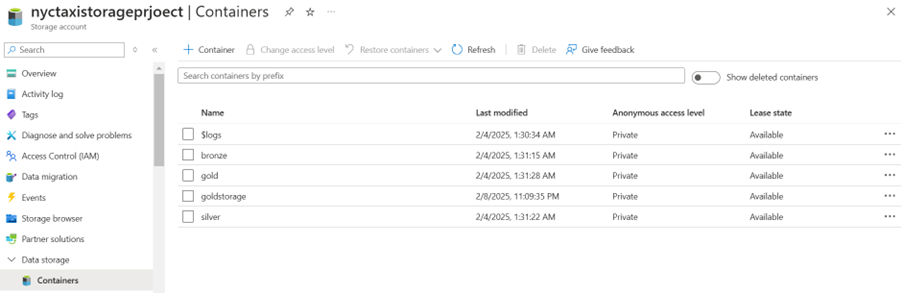 nyctaxistorageprjoect | Containers
Storage account
Search
Overview
Activity log
Tags
Diagnose and solve problems
Access Control (IAM)
Data migration
Events
Storage browser
Partner solutions
Data storage
Containers
Container Change access level Restore containers Refresh Delete Give feedback
Search containers by prefix
Show deleted containers
Name Last modified Anonymous access level Lease state
$logs 2/4/2025, 1:30:34 AM Private Available
bronze 2/4/2025, 1:31:15 AM Private Available
gold 2/4/2025, 1:31:28 AM Private Available
goldstorage 2/8/2025, 11:09:35 PM Private Available
silver 2/4/2025, 1:31:22 AM Private Available